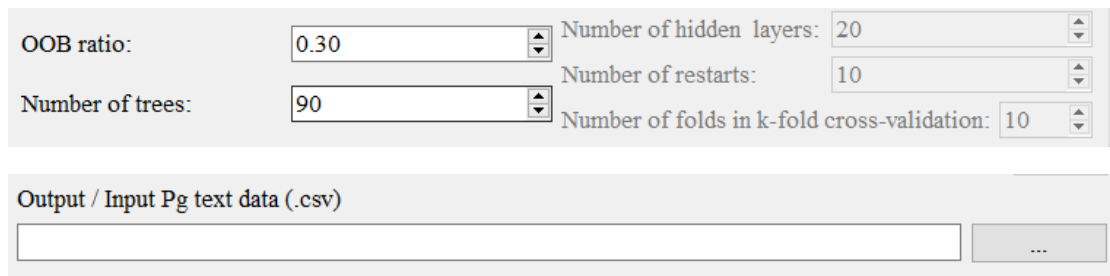 OOB ratio: 0.30 Number of hidden layers: 20
Number of restarts: 10
Number of trees: 90
Number of folds in k-fold cross-validation: 10
Output / Input Pg text data (.csv)
...